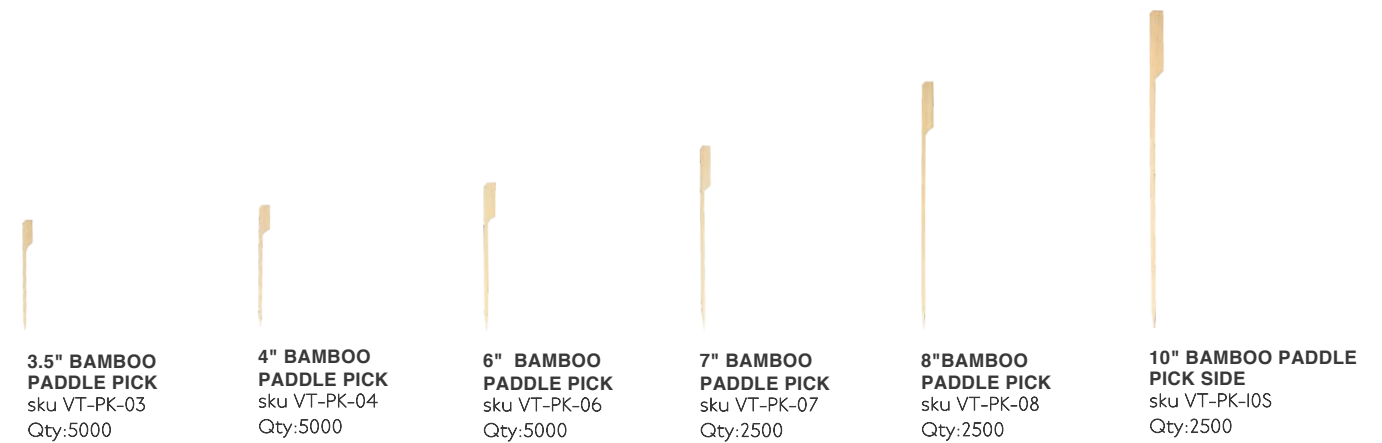 3.5" BAMBOO
PADDLE PICK
sku VT-PK-03
Qty:5000
4" BAMBOO
PADDLE PICK
sku VT-PK-04
Qty:5000
6"  BAMBOO
PADDLE PICK
sku VT-PK-06
Qty:5000
7" BAMBOO
PADDLE PICK
sku VT-PK-07
Qty:2500
8"BAMBOO
PADDLE PICK
sku VT-PK-08
Qty:2500
10" BAMBOO PADDLE
PICK SIDE
sku VT-PK-10S
Qty:2500